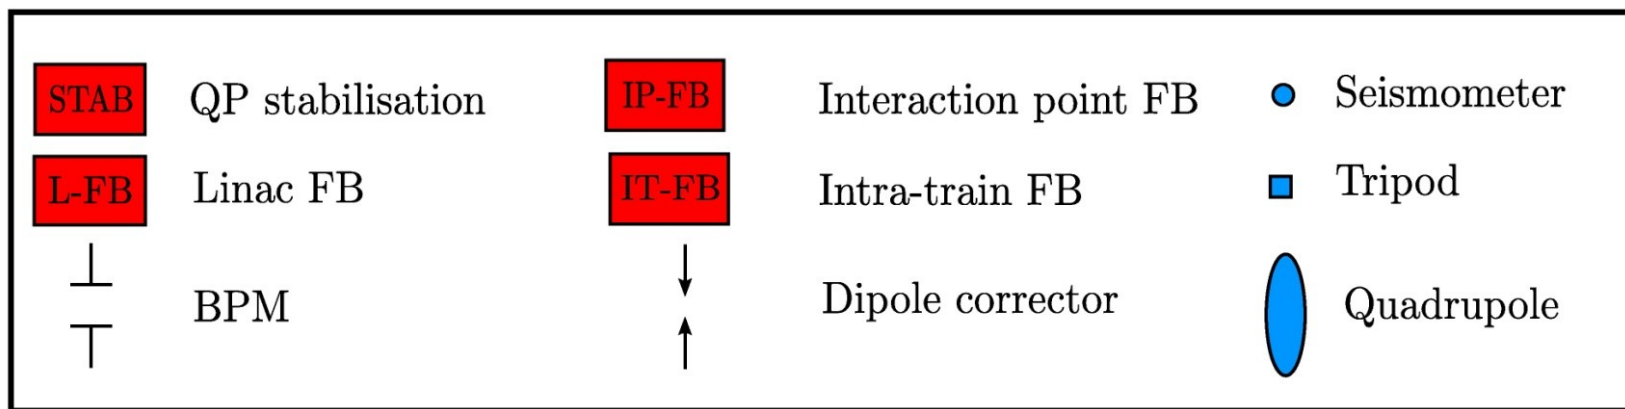 STAB QP stabilisation IP-FB Interaction point FB Seismometer
L-FB Linac FB IT-FB Intra-train FB Tripod
BPM Dipole corrector Quadrupole